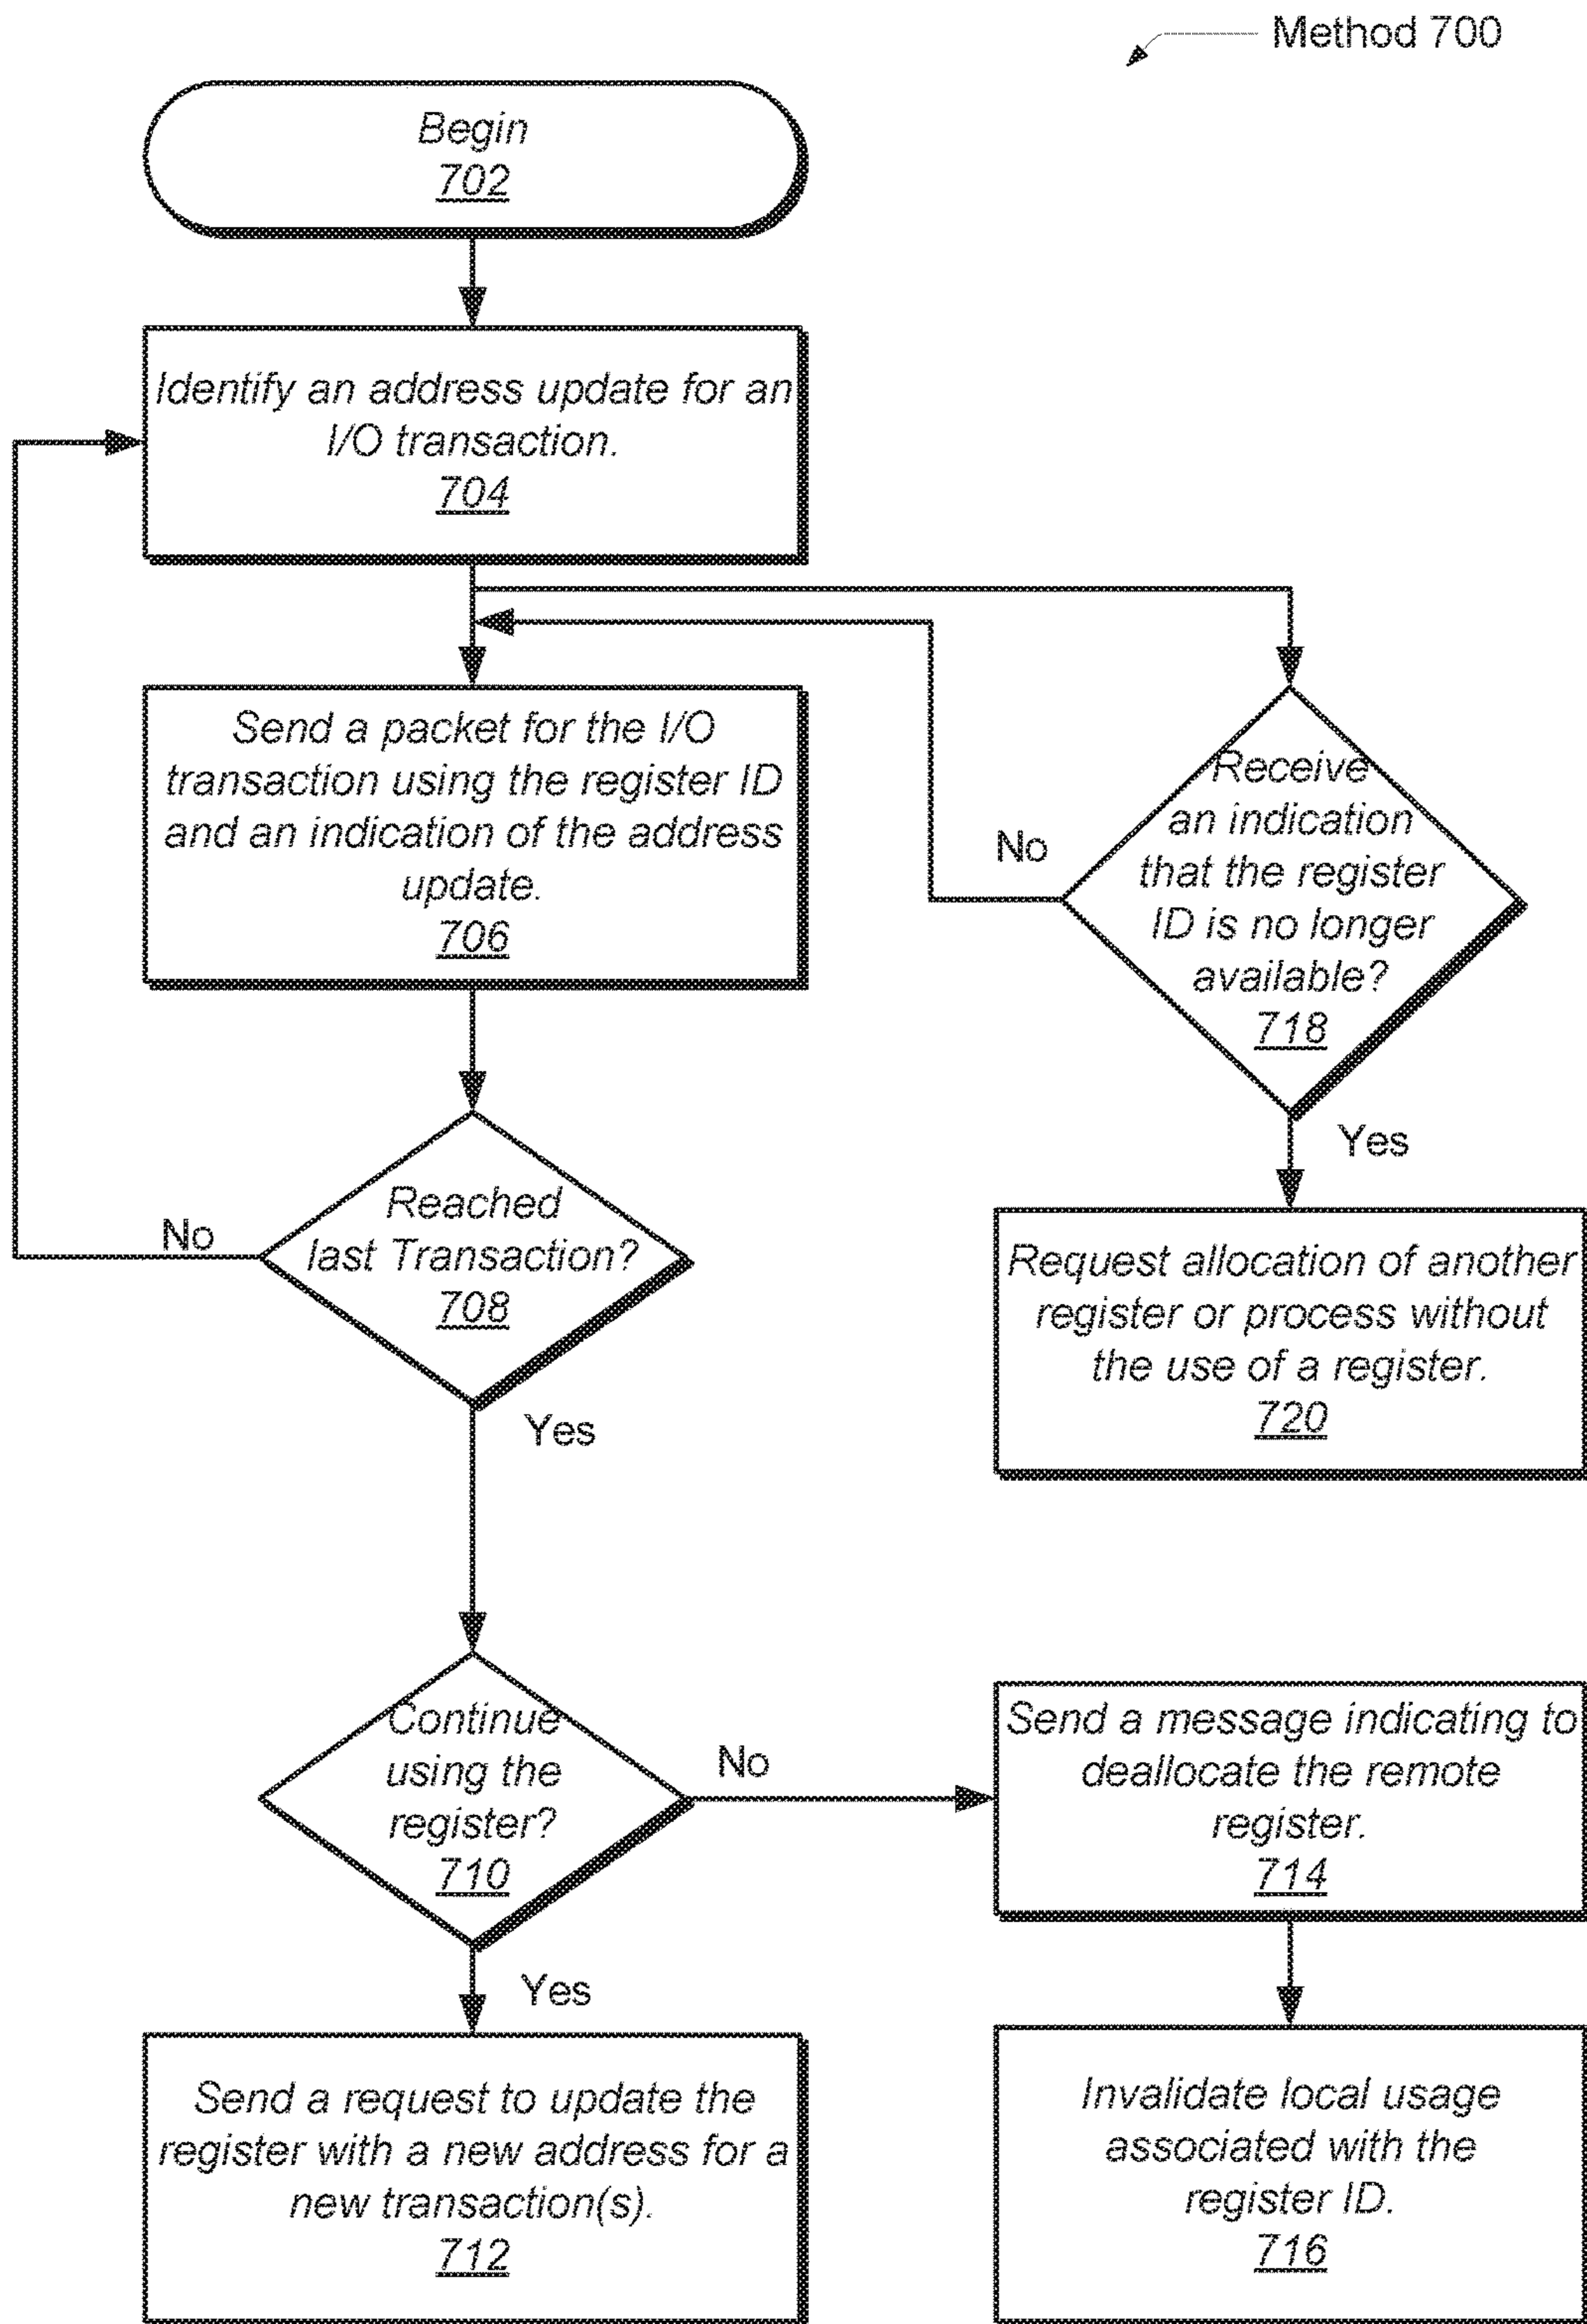 Method 700
Begin
702
Identify an address update for an
I/O transaction.
704
Send a packet for the I/O
transaction using the register ID
and an indication of the address
update.
706
Receive
an indication
that the register
ID is no longer
available?
718
No
Yes
Reached
last Transaction?
708
No
Yes
Request allocation of another
register or process without
the use of a register.
720
Continue
using the
register?
710
No
Yes
Send a message indicating to
deallocate the remote
register.
714
Send a request to update the
register with a new address for a
new transaction(s).
712
Invalidate local usage
associated with the
register ID.
716